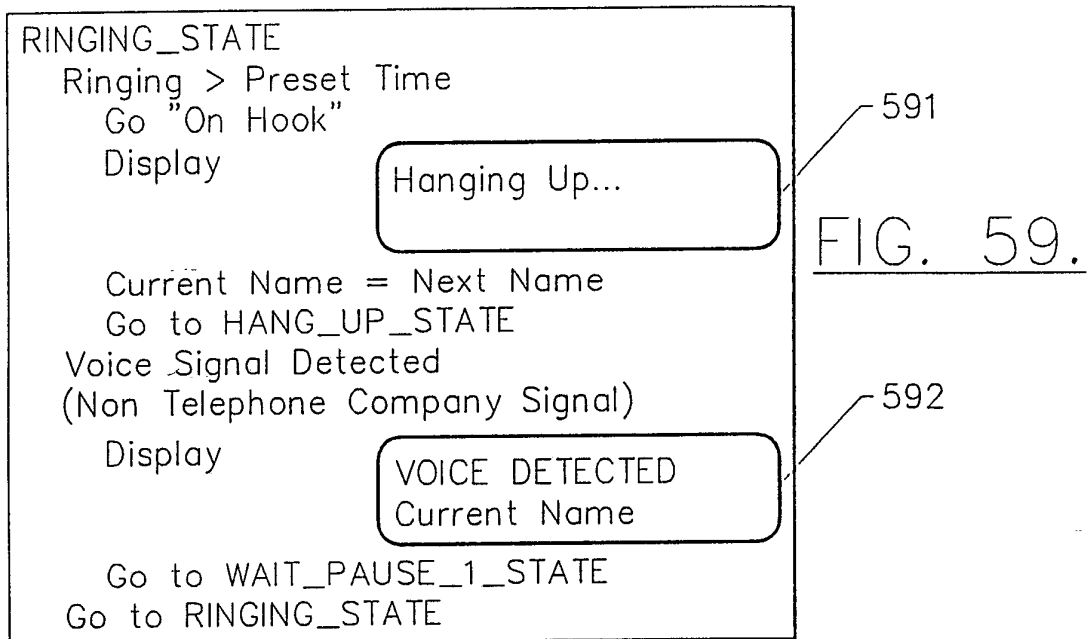 RINGING_STATE
Ringing > Preset Time
Go "On Hook"
Display
Hanging Up...
591
FIG. 59.
Current Name = Next Name
Go to HANG_UP_STATE
Voice Signal Detected
(Non Telephone Company Signal)
Display
VOICE DETECTED
Current Name
592
Go to WAIT_PAUSE_1_STATE
Go to RINGING_STATE